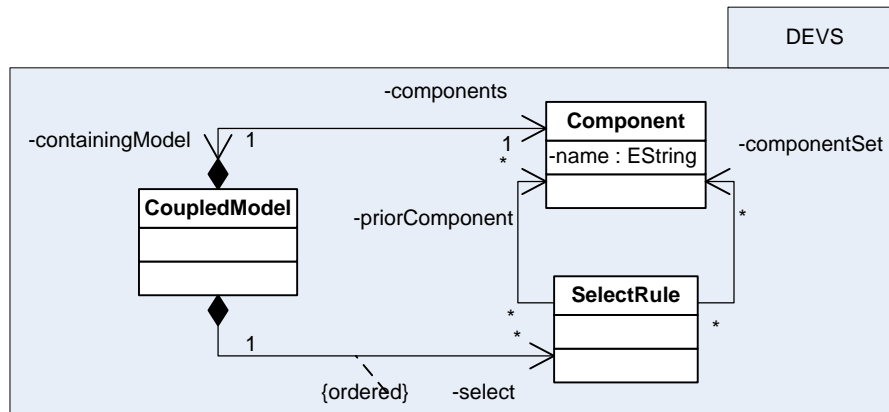 DEVS
-components
-containingModel
1
1
*
Component
-name : EString
-componentSet
CoupledModel
-priorComponent
*
SelectRule
*
*
*
1
{ordered}
-select